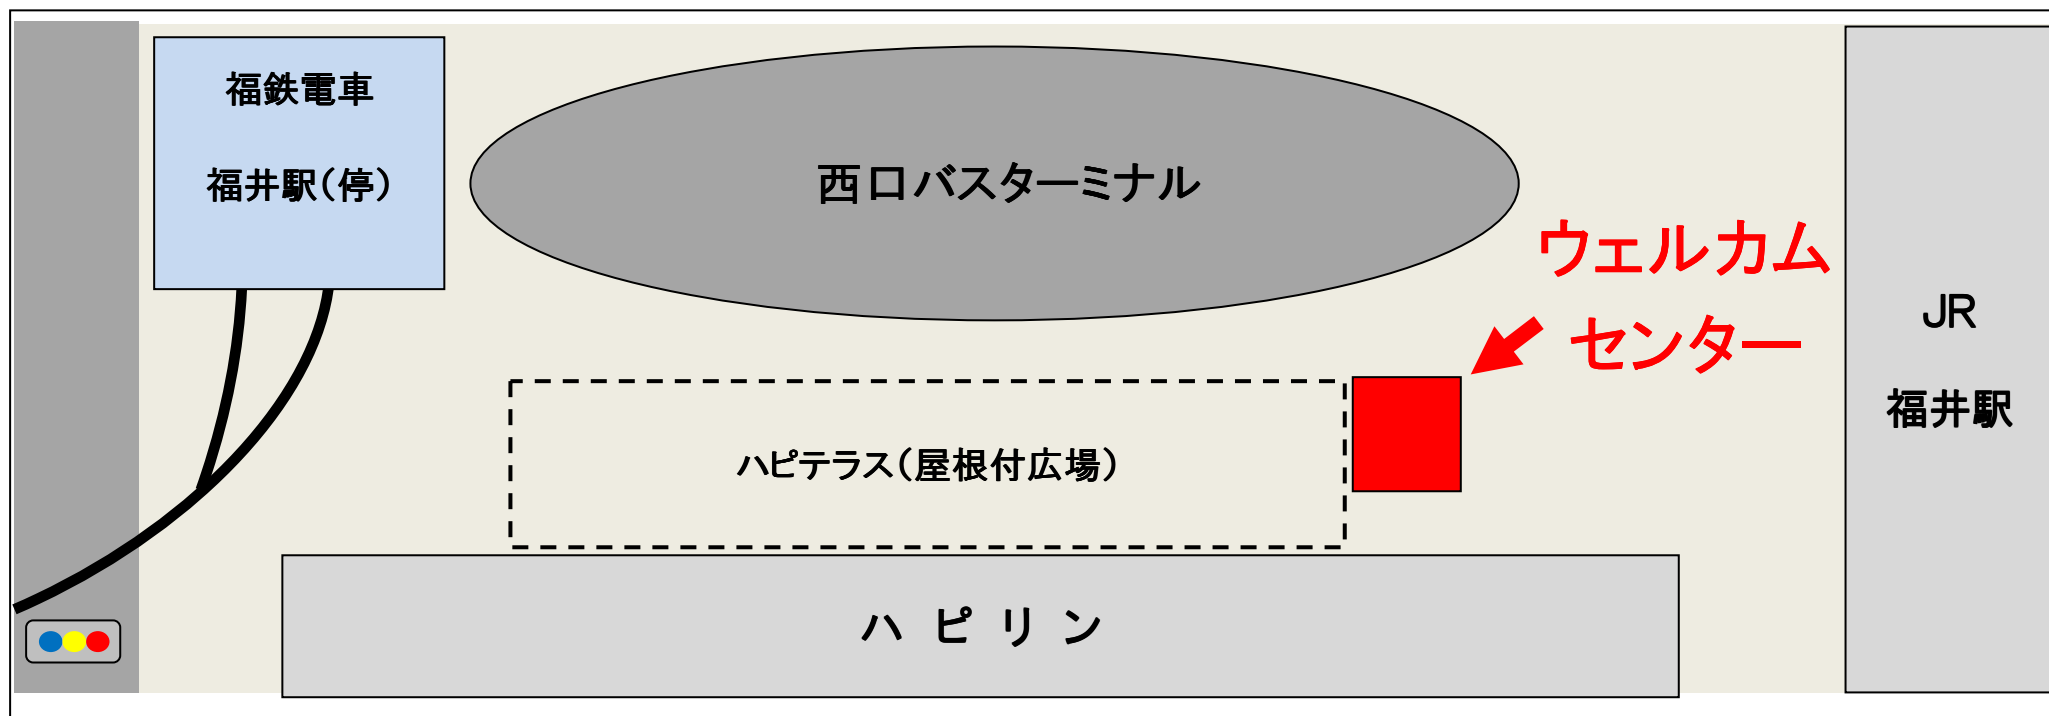 福鉄電車
福井駅（停）
西口バスターミナル
ウェルカム
センター
JR
福井駅
ハピテラス（屋根付広場）
ハピリン